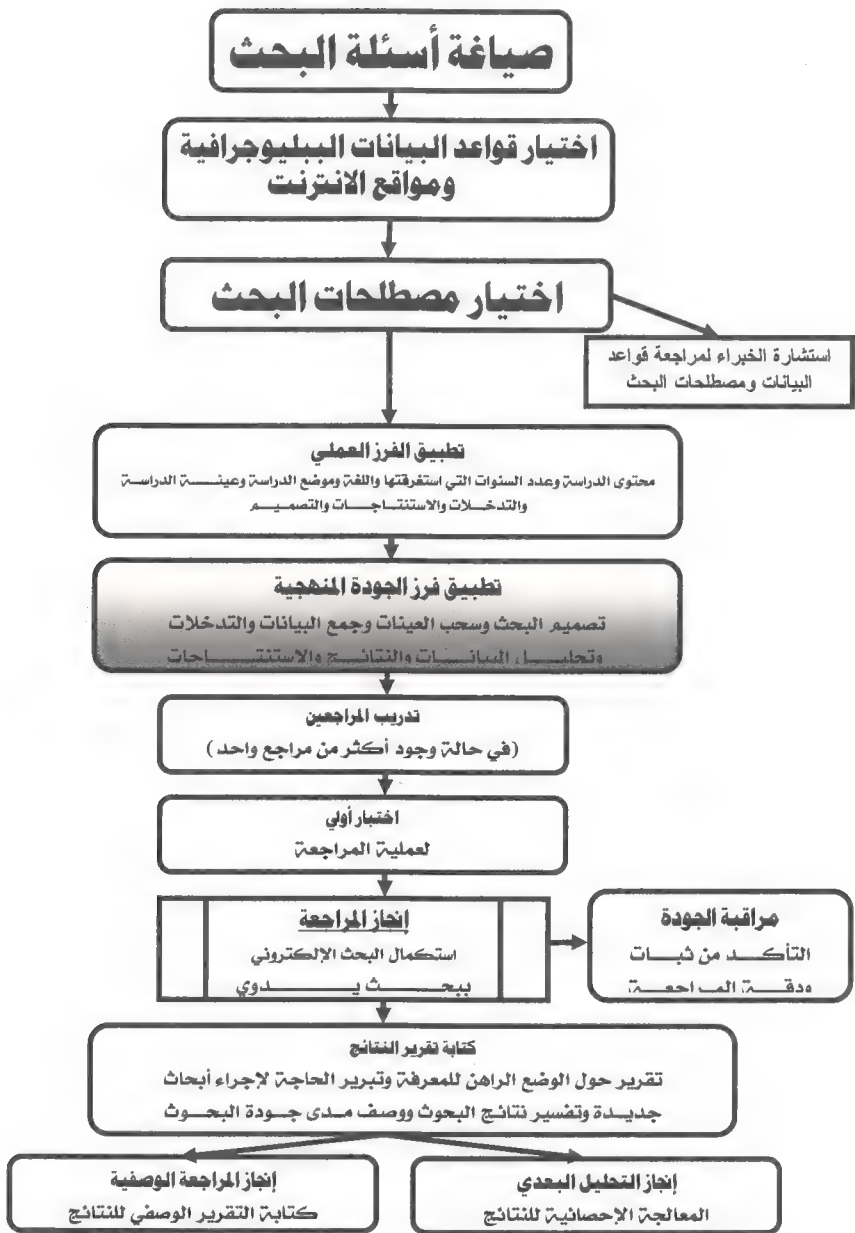 صياغة أسئلة البحث
اختيار قواعد البيانات الببليوجرافية
ومواقع الانترنت
اختيار مصطلحات البحث
استشارة الخبراء لمراجعة قواعد
البيانات ومصطلحات البحث
تطبيق الفرز العملي
محتوى الدراسة وعدد السنوات التي استغرقتها واللغة وموضع الدراسة وعينة الدراسة
والتدخلات والاستنتاجات والتصميم
تطبيق فرز الجودة المنهجية
تصميم البحث وسحب العينات وجمع البيانات والتدخلات
وتحليل البيانات والنتائج والاستنتاجات
تدريب المراجعين
(في حالة وجود أكثر من مراجع واحد)
اختبار أولي
لعملية المراجعة
إنجاز المراجعة
استكمال البحث الإلكتروني
ببحث يدوي
مراقبة الجودة
التأكد من ثبات
ودقة المراجعة
كتابة تقرير النتائج
تقرير حول الوضع الراهن للمعرفة وتبرير الحاجة لإجراء أبحاث
جديدة وتفسير نتائج البحوث ووصف مدى جودة البحوث
إنجاز المراجعة الوصفية
كتابة التقرير الوصفي للنتائج
إنجاز التحليل البعدي
المعالجة الإحصائية للنتائج